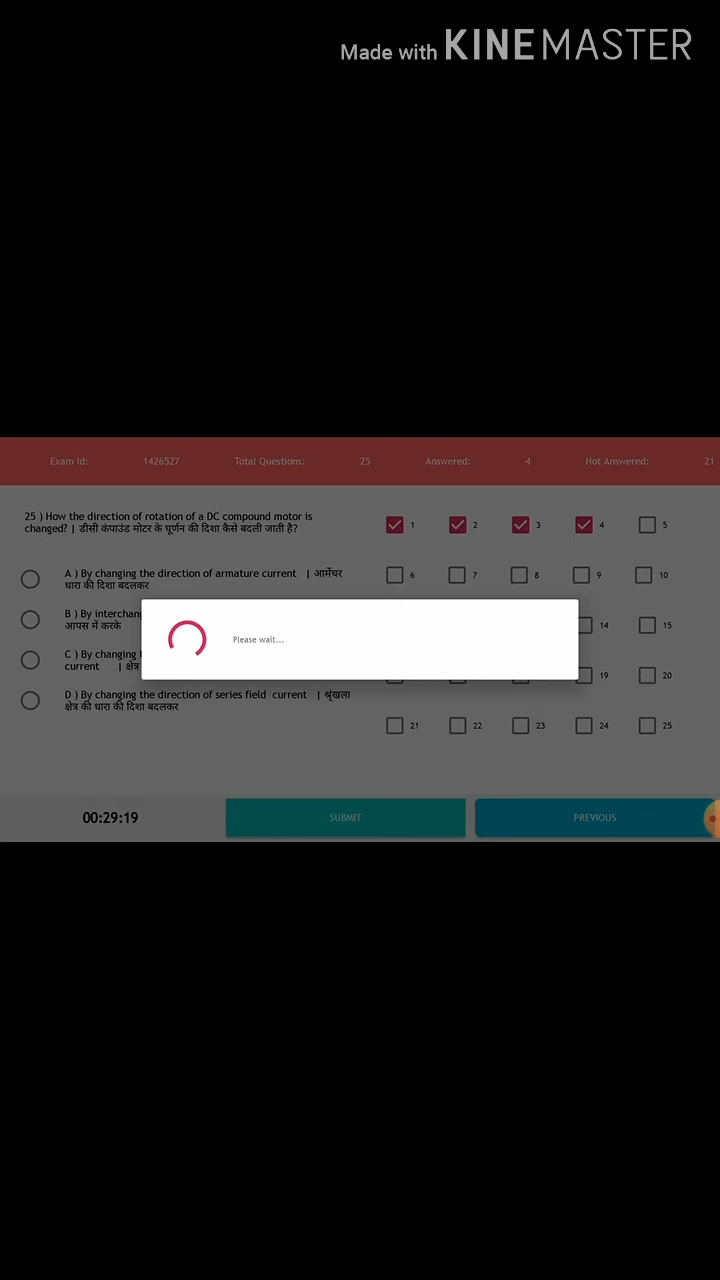 Made with KINEMASTER
Exam Id: 1426527 Total Questions: 25 Answered: 4 Not Answered: 21
25 ) How the direction of rotation of a DC compound motor is
changed? | डीसी कंपाउंड मोटर के घूर्णन की दिशा कैसे बदली जाती है?
1 2 3 4 5
A ) By changing the direction of armature current | आर्मेचर
धारा की दिशा बदलकर
6 7 8 9 10
B ) By interchan
आपस में करके
14 15
Please wait...
C ) By changing
current | क्षेत्र
19 20
D ) By changing the direction of series field current | श्रृंखला
क्षेत्र की धारा की दिशा बदलकर
21 22 23 24 25
00:29:19 SUBMIT PREVIOUS